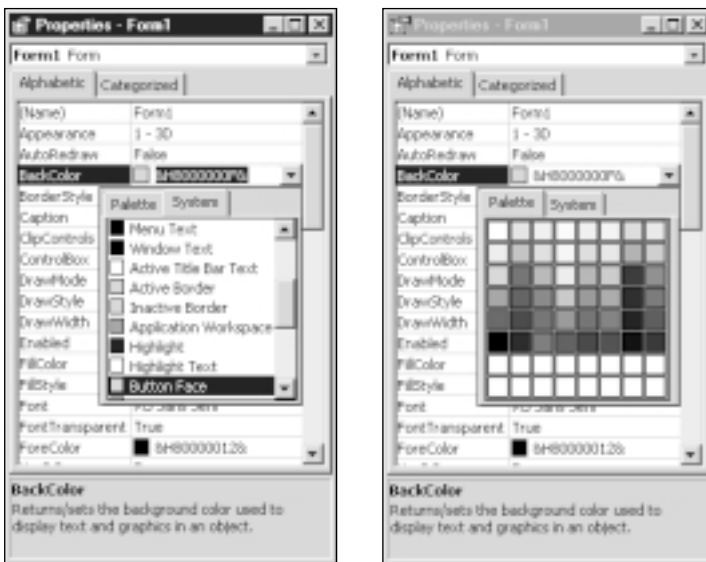 Properties - Form1
Form1 Form
Alphabetic Categorized
(Name) Form1
Appearance 1 - 3D
AutoRedraw False
BackColor &H8000000F&
BorderStyle
Palette System
Caption
Menu Text
ClipControls
Window Text
ControlBox
Active Title Bar Text
DrawMode
Active Border
DrawStyle
Inactive Border
DrawWidth
Application Workspace
Enabled
Highlight
FillColor
Highlight Text
FillStyle
Button Face
Font
FontTransparent True
ForeColor &H80000012&
BackColor
Returns/sets the background color used to
display text and graphics in an object.
Properties - Form1
Form1 Form
Alphabetic Categorized
(Name) Form1
Appearance 1 - 3D
AutoRedraw False
BackColor &H8000000F&
BorderStyle
Palette System
Caption
ClipControls
ControlBox
DrawMode
DrawStyle
DrawWidth
Enabled
FillColor
FillStyle
Font
FontTransparent True
ForeColor &H80000012&
BackColor
Returns/sets the background color used to
display text and graphics in an object.